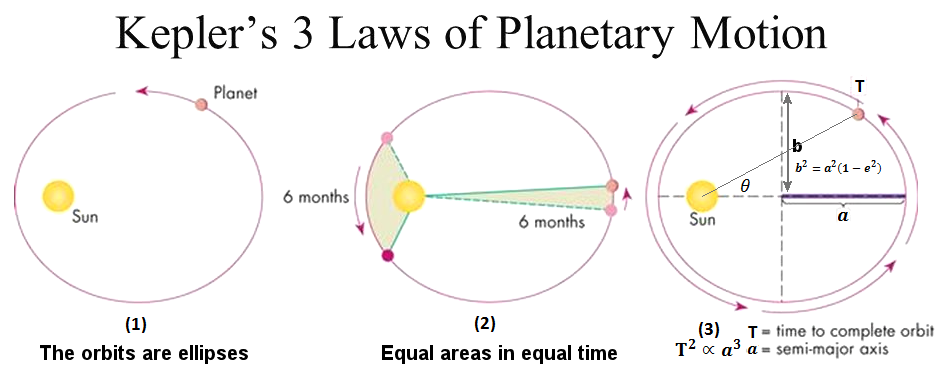 Kepler's 3 Laws of Planetary Motion
Planet
Sun
(1)
The orbits are ellipses
6 months
6 months
(2)
Equal areas in equal time
T
b
b² = a²(1 − e²)
θ
Sun
a
(3)
T² ∝ a³
T = time to complete orbit
a = semi-major axis